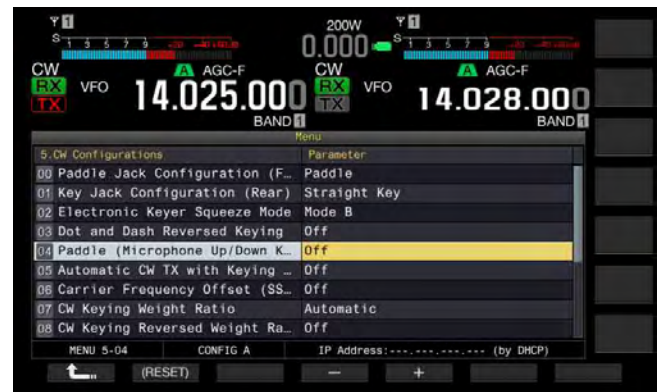 1 200W 1
S 1 3 5 7 9 +20 +40 +60dB 0.000 S 1 3 5 7 9 +20 +40 +60dB
CW A AGC-F CW A AGC-F
RX VFO 14.025.000 RX VFO 14.028.000
TX TX
BAND 1 BAND 1
Menu
5.CW Configurations Parameter
00 Paddle Jack Configuration (F… Paddle
01 Key Jack Configuration (Rear) Straight Key
02 Electronic Keyer Squeeze Mode Mode B
03 Dot and Dash Reversed Keying Off
04 Paddle (Microphone Up/Down K… Off
05 Automatic CW TX with Keying … Off
06 Carrier Frequency Offset (SS… Off
07 CW Keying Weight Ratio Automatic
08 CW Keying Reversed Weight Ra… Off
MENU 5-04 CONFIG A IP Address:---.---.---.--- (by DHCP)
(RESET) − +